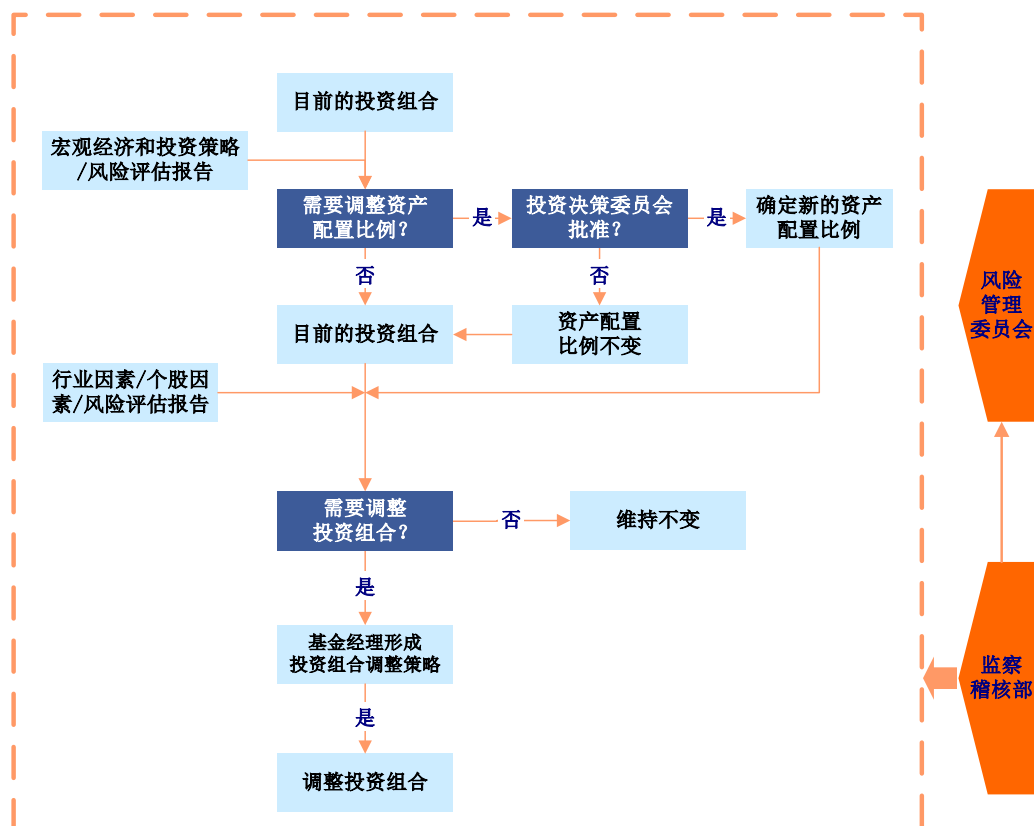 目前的投资组合
宏观经济和投资策略
/风险评估报告
需要调整资产
配置比例？
是
投资决策委员会
批准？
是
确定新的资产
配置比例
否
否
目前的投资组合
资产配置
比例不变
风险
管理
委员会
行业因素/个股因
素/风险评估报告
需要调整
投资组合？
否
维持不变
是
基金经理形成
投资组合调整策略
监察
稽核部
是
调整投资组合